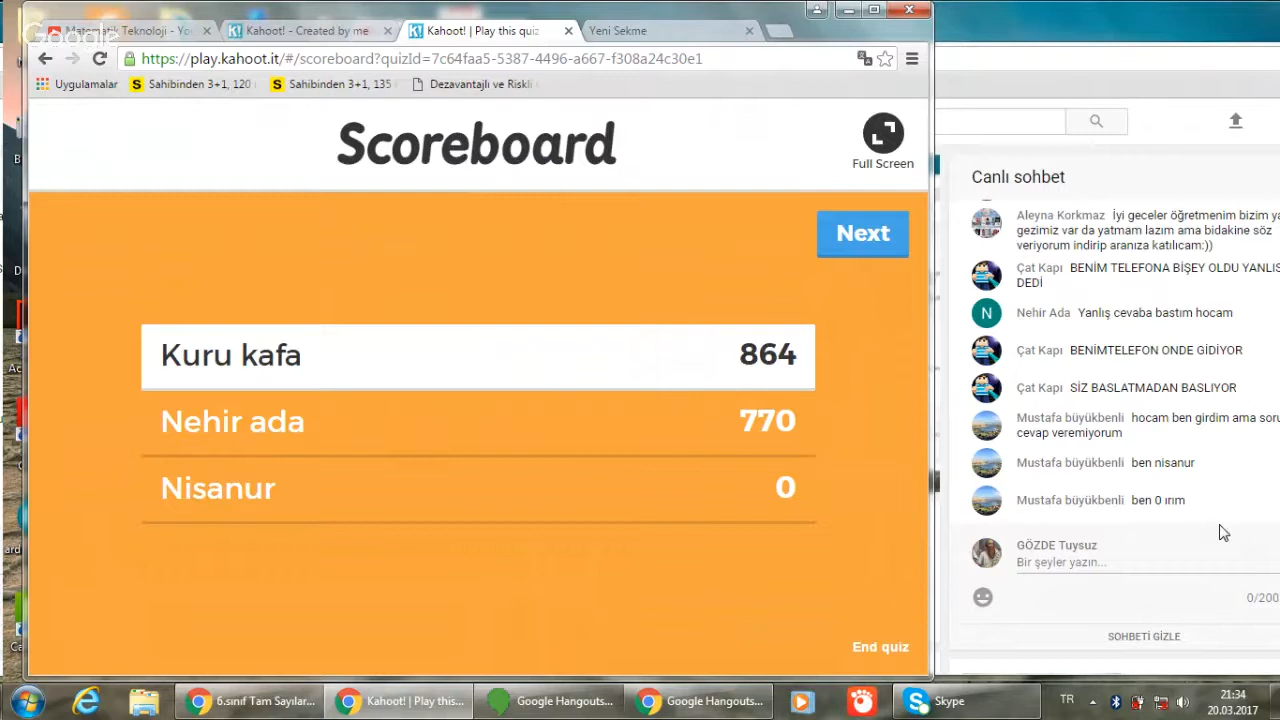 Google
Matematik Teknoloji - Yo
Kahoot! - Created by me
Kahoot! | Play this quiz
Yeni Sekme
https://play.kahoot.it/#/scoreboard?quizId=7c64faa5-5387-4496-a667-f308a24c30e1
Uygulamalar
Sahibinden 3+1, 120
Sahibinden 3+1, 135
Dezavantajlı ve Riskli
Scoreboard
Full Screen
Next
Kuru kafa 864
Nehir ada 770
Nisanur 0
End quiz
Canlı sohbet
Aleyna Korkmaz İyi geceler öğretmenim bizim ya
gezimiz var da yatmam lazım ama bidakine söz
veriyorum indirip aranıza katılıcam:))
Çat Kapı BENİM TELEFONA BİŞEY OLDU YANLIS
DEDİ
N
Nehir Ada Yanlış cevaba bastım hocam
Çat Kapı BENİMTELEFON ONDE GİDİYOR
Çat Kapı SİZ BASLATMADAN BASLIYOR
Mustafa büyükbenli hocam ben girdim ama soru
cevap veremiyorum
Mustafa büyükbenli ben nisanur
Mustafa büyükbenli ben 0 ırım
GÖZDE Tuysuz
Bir şeyler yazın...
0/200
SOHBETİ GİZLE
6.sınıf Tam Sayılar...
Kahoot! | Play this...
Google Hangouts...
Google Hangouts...
Skype
TR
21:34
20.03.2017